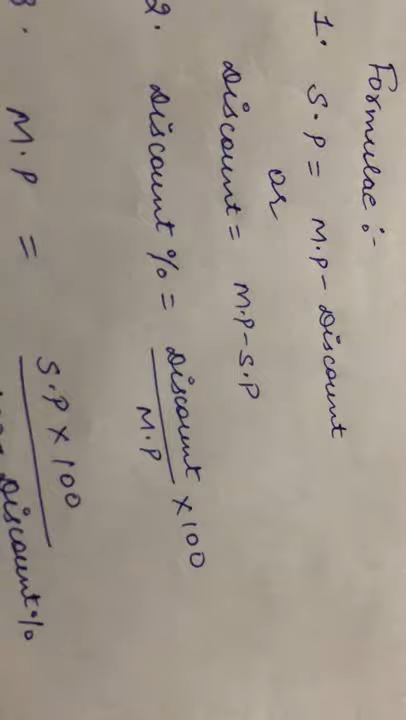 Formulae :-
1. S.P = M.P - Discount
or
Discount = M.P - S.P
2. Discount % = Discount / M.P × 100
3. M.P = S.P × 100
Discount %